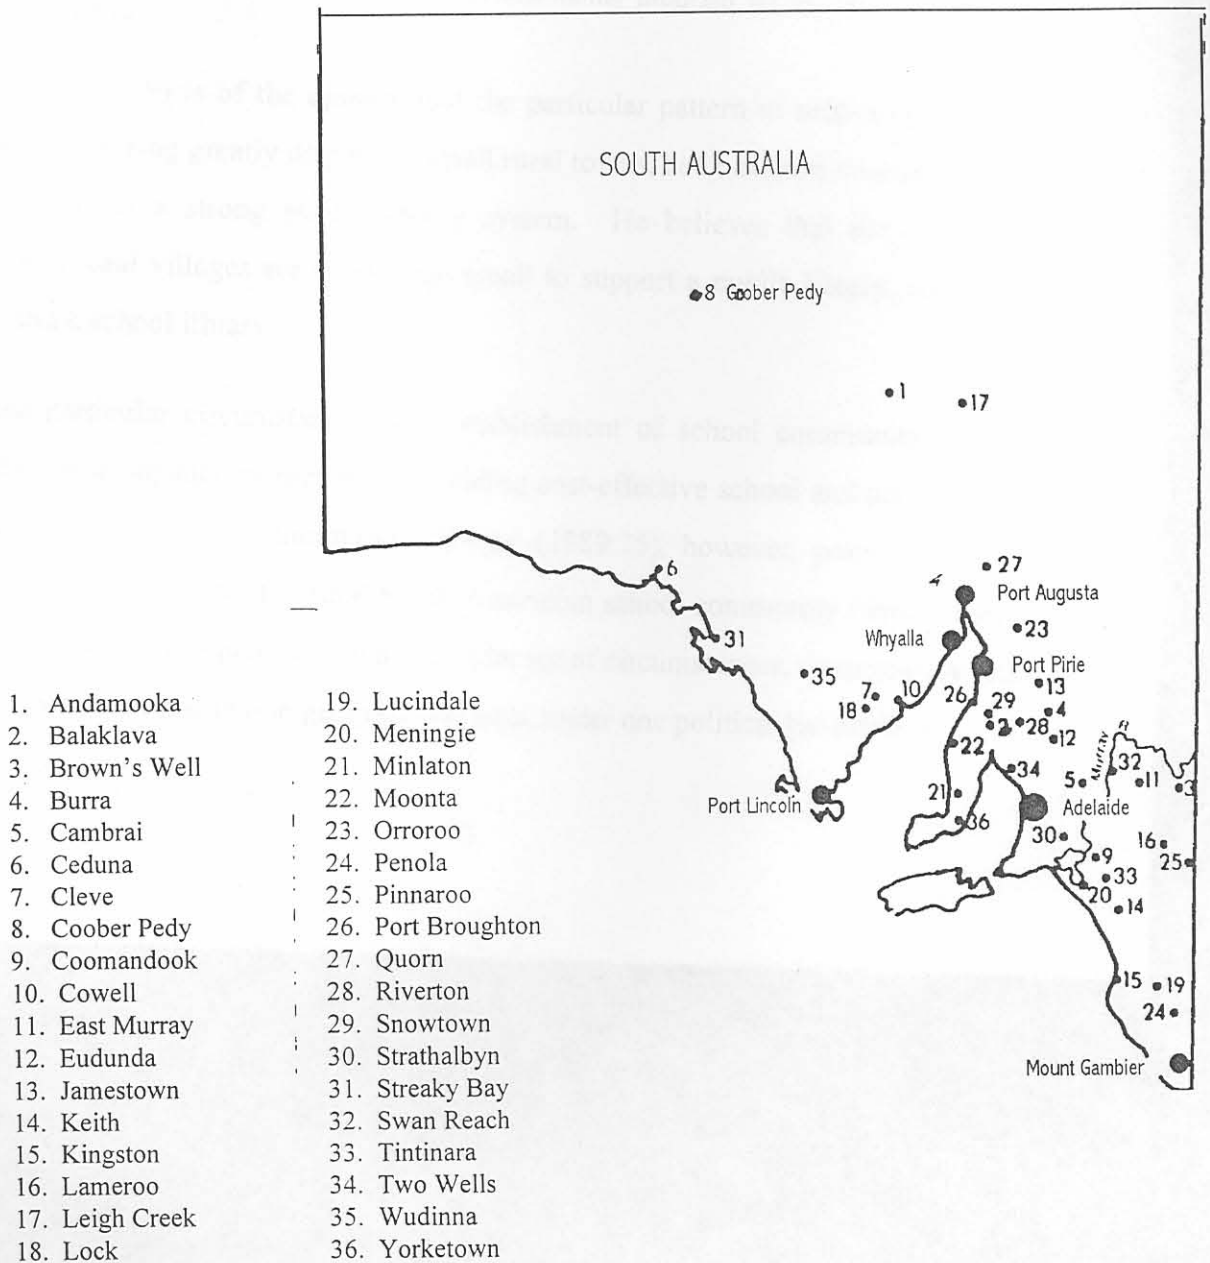 SOUTH AUSTRALIA
8 Coober Pedy
1
17
6
27
Port Augusta
31
Whyalla
23
Port Pirie
35
7
18
10
26
13
29
4
2
28
12
22
34
Murray R
32
5
11
3
Port Lincoln
21
36
Adelaide
30
16
25
9
33
20
14
15
19
24
Mount Gambier
1. Andamooka
2. Balaklava
3. Brown's Well
4. Burra
5. Cambrai
6. Ceduna
7. Cleve
8. Coober Pedy
9. Coomandook
10. Cowell
11. East Murray
12. Eudunda
13. Jamestown
14. Keith
15. Kingston
16. Lameroo
17. Leigh Creek
18. Lock
19. Lucindale
20. Meningie
21. Minlaton
22. Moonta
23. Orroroo
24. Penola
25. Pinnaroo
26. Port Broughton
27. Quorn
28. Riverton
29. Snowtown
30. Strathalbyn
31. Streaky Bay
32. Swan Reach
33. Tintinara
34. Two Wells
35. Wudinna
36. Yorketown